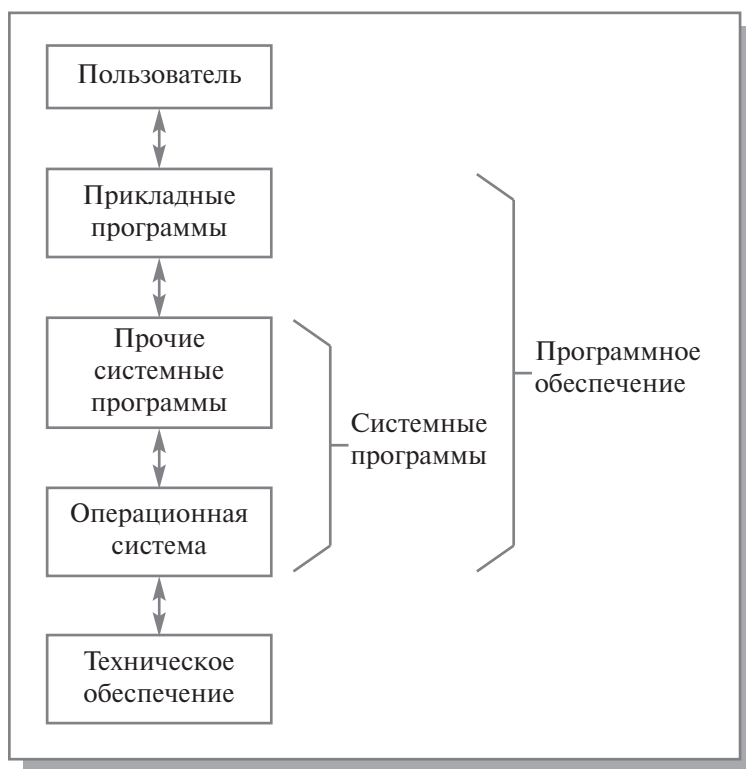 Пользователь
Прикладные
программы
Прочие
системные
программы
Операционная
система
Техническое
обеспечение
Системные
программы
Программное
обеспечение